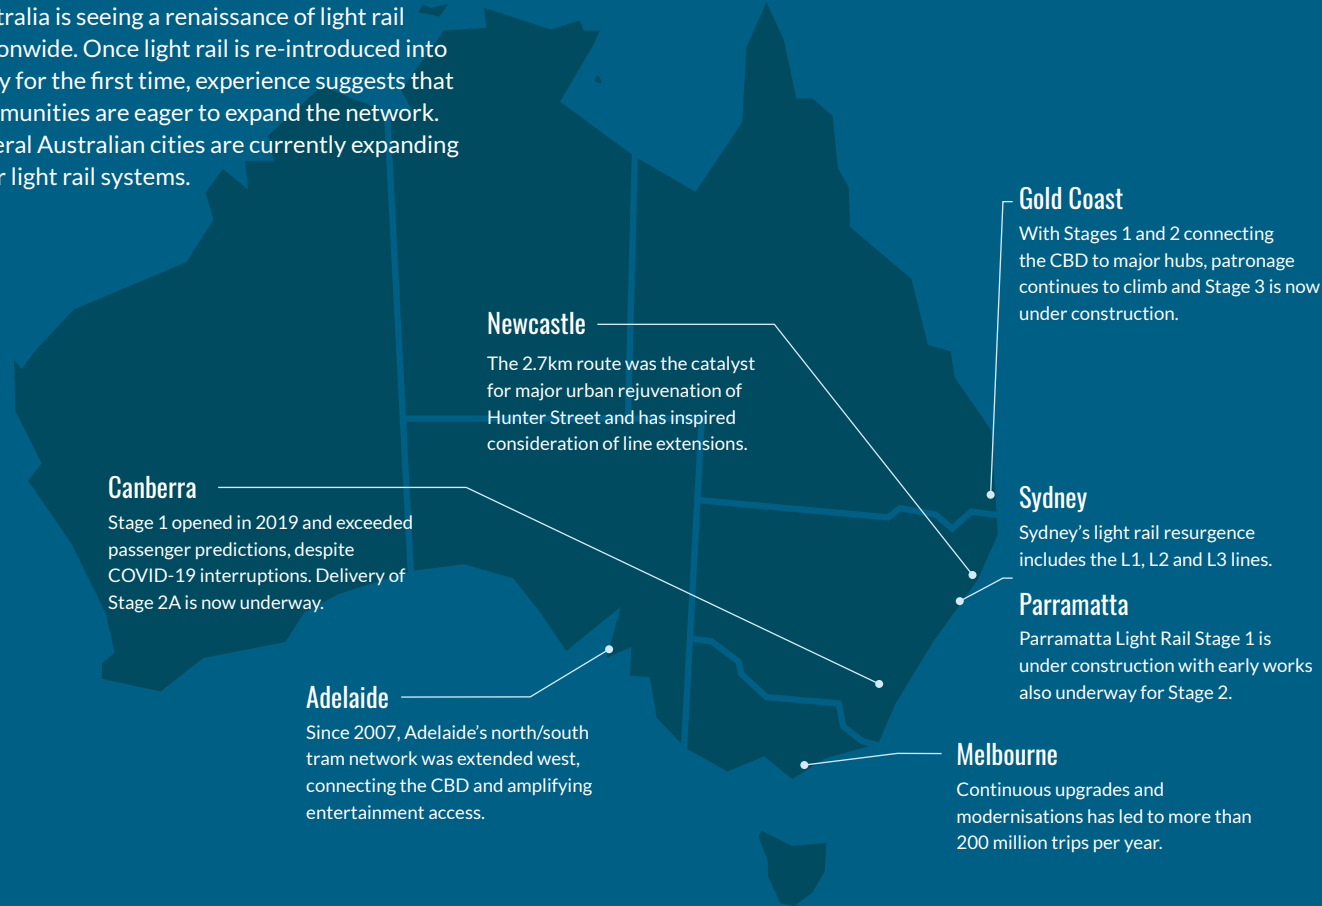 tralia is seeing a renaissance of light rail
onwide. Once light rail is re-introduced into
y for the first time, experience suggests that
munities are eager to expand the network.
eral Australian cities are currently expanding
r light rail systems.
Gold Coast
With Stages 1 and 2 connecting
the CBD to major hubs, patronage
continues to climb and Stage 3 is now
under construction.
Newcastle
The 2.7km route was the catalyst
for major urban rejuvenation of
Hunter Street and has inspired
consideration of line extensions.
Canberra
Stage 1 opened in 2019 and exceeded
passenger predictions, despite
COVID-19 interruptions. Delivery of
Stage 2A is now underway.
Sydney
Sydney’s light rail resurgence
includes the L1, L2 and L3 lines.
Parramatta
Parramatta Light Rail Stage 1 is
under construction with early works
also underway for Stage 2.
Adelaide
Since 2007, Adelaide’s north/south
tram network was extended west,
connecting the CBD and amplifying
entertainment access.
Melbourne
Continuous upgrades and
modernisations has led to more than
200 million trips per year.